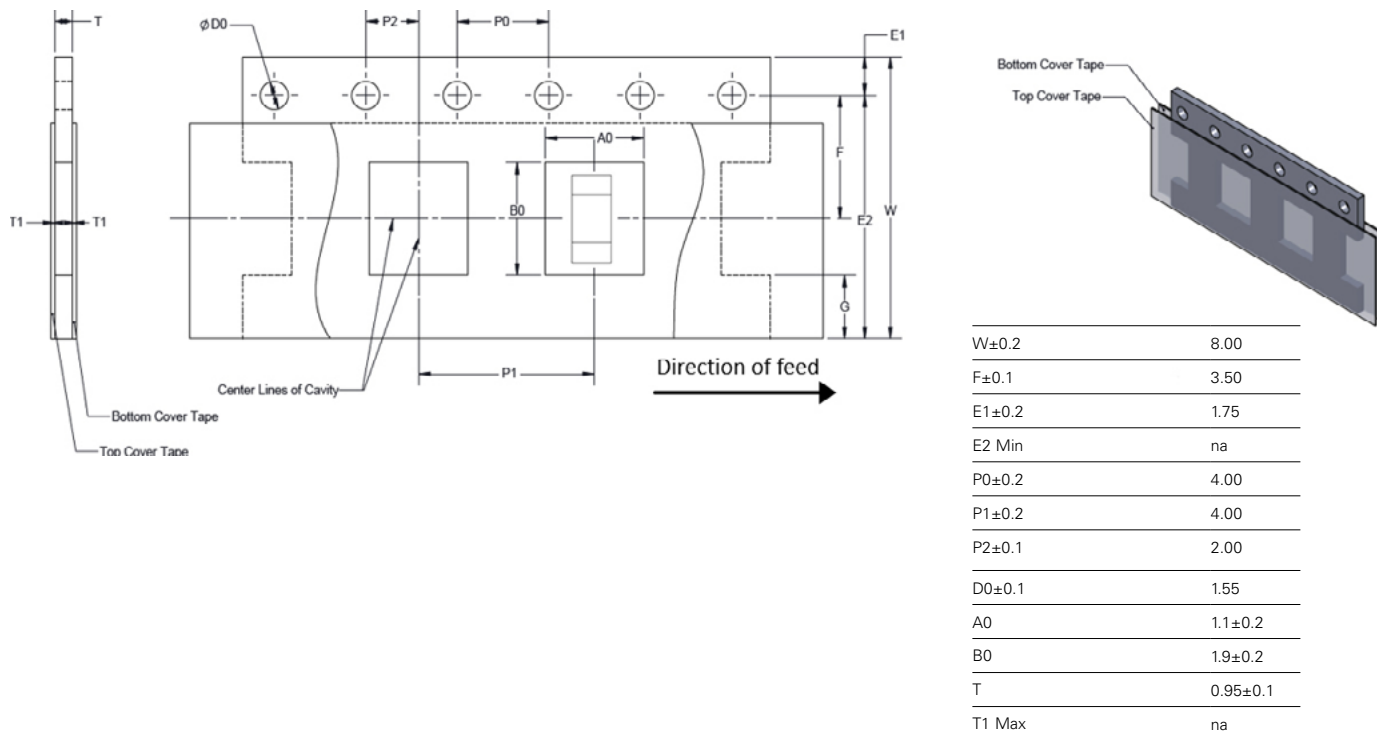 T
ϕD0
P2
P0
E1
Bottom Cover Tape
Top Cover Tape
A0
F
T1
T1
B0
E2
W
G
P1
Direction of feed
Center Lines of Cavity
Bottom Cover Tape
Top Cover Tape
W±0.2 8.00
F±0.1 3.50
E1±0.2 1.75
E2 Min na
P0±0.2 4.00
P1±0.2 4.00
P2±0.1 2.00
D0±0.1 1.55
A0 1.1±0.2
B0 1.9±0.2
T 0.95±0.1
T1 Max na